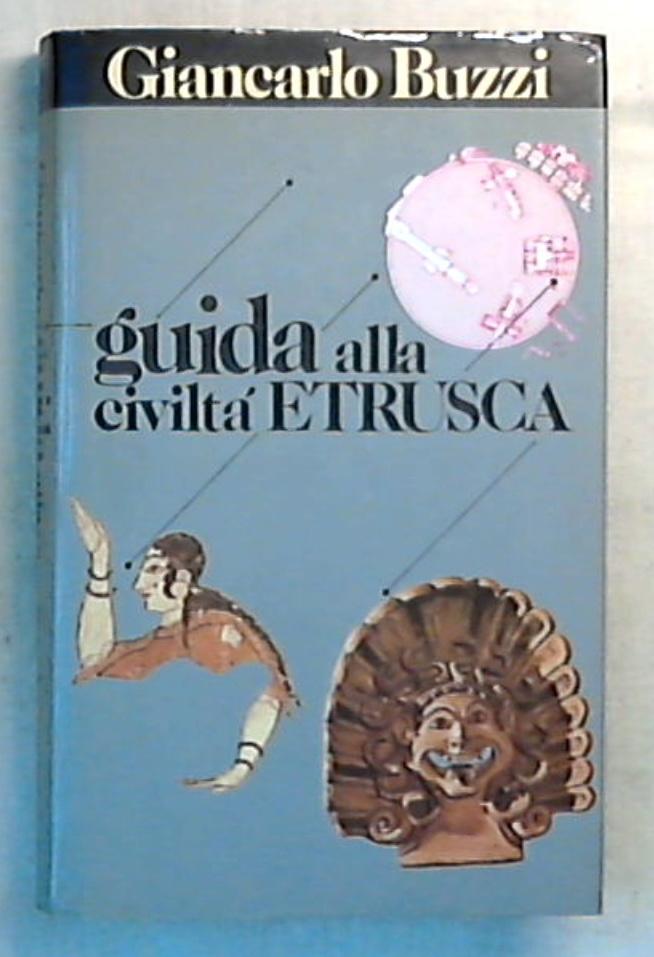 Giancarlo Buzzi
guida alla
civiltá ETRUSCA